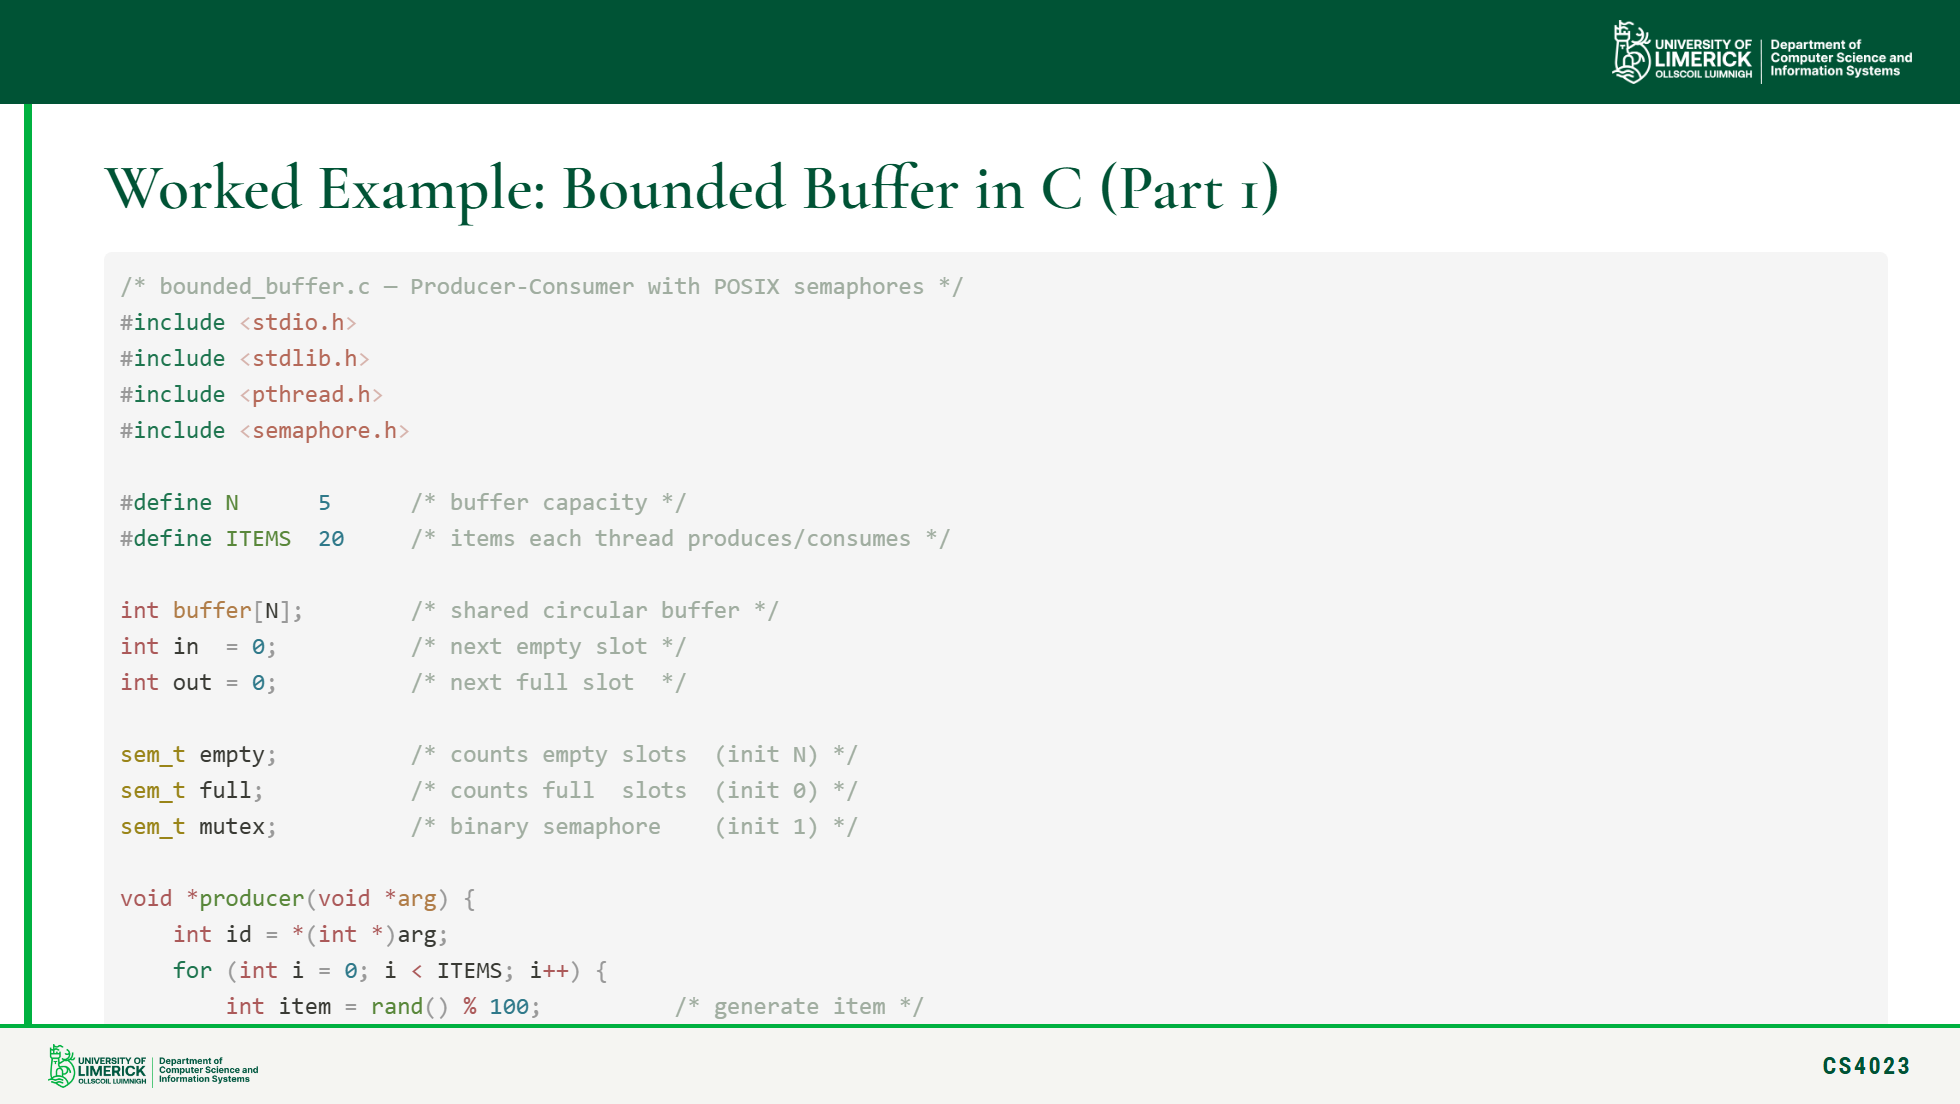 UNIVERSITY OF
LIMERICK
OLLSCOIL LUIMNIGH
Department of
Computer Science and
Information Systems
Worked Example: Bounded Buffer in C (Part 1)
/* bounded_buffer.c — Producer-Consumer with POSIX semaphores */
#include <stdio.h>
#include <stdlib.h>
#include <pthread.h>
#include <semaphore.h>
#define N      5      /* buffer capacity */
#define ITEMS  20     /* items each thread produces/consumes */
int buffer[N];        /* shared circular buffer */
int in  = 0;          /* next empty slot */
int out = 0;          /* next full slot  */
sem_t empty;          /* counts empty slots  (init N) */
sem_t full;           /* counts full  slots  (init 0) */
sem_t mutex;          /* binary semaphore    (init 1) */
void *producer(void *arg) {
    int id = *(int *)arg;
    for (int i = 0; i < ITEMS; i++) {
        int item = rand() % 100;          /* generate item */
UNIVERSITY OF
LIMERICK
OLLSCOIL LUIMNIGH
Department of
Computer Science and
Information Systems
CS4023